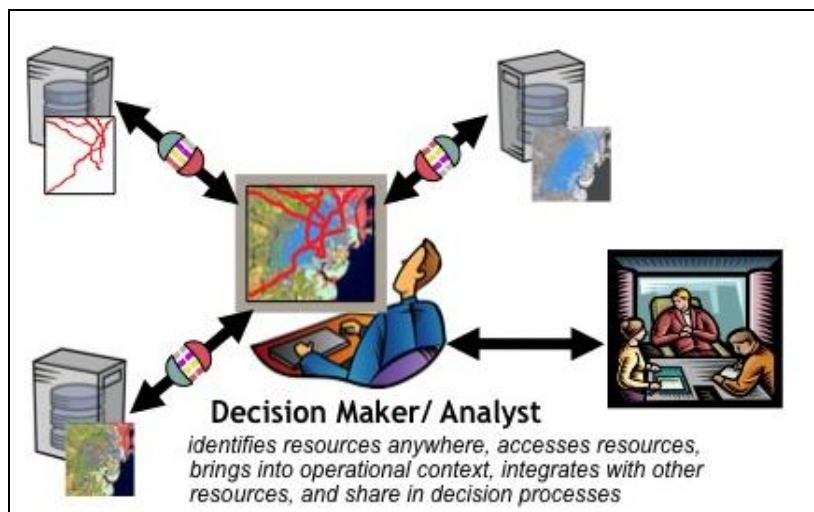 Decision Maker/ Analyst
identifies resources anywhere, accesses resources,
brings into operational context, integrates with other
resources, and share in decision processes